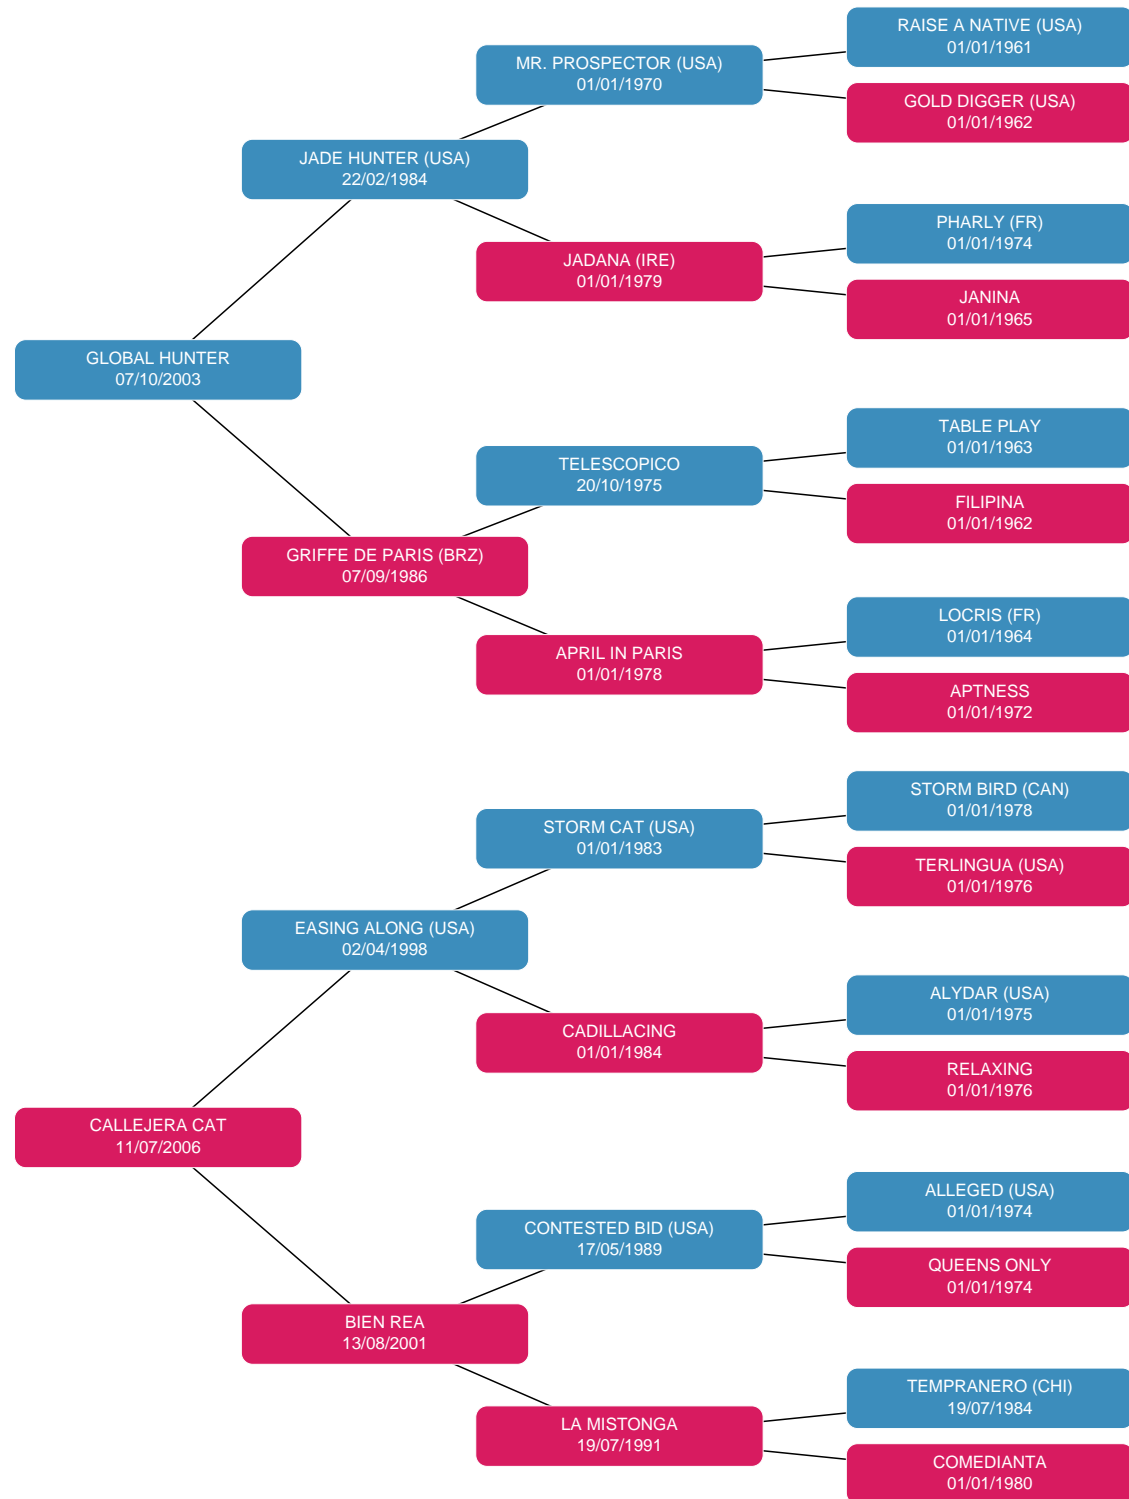 RAISE A NATIVE (USA)
01/01/1961
MR. PROSPECTOR (USA)
01/01/1970
GOLD DIGGER (USA)
01/01/1962
JADE HUNTER (USA)
22/02/1984
PHARLY (FR)
01/01/1974
JADANA (IRE)
01/01/1979
JANINA
01/01/1965
GLOBAL HUNTER
07/10/2003
TABLE PLAY
01/01/1963
TELESCOPICO
20/10/1975
FILIPINA
01/01/1962
GRIFFE DE PARIS (BRZ)
07/09/1986
LOCRIS (FR)
01/01/1964
APRIL IN PARIS
01/01/1978
APTNESS
01/01/1972
STORM BIRD (CAN)
01/01/1978
STORM CAT (USA)
01/01/1983
TERLINGUA (USA)
01/01/1976
EASING ALONG (USA)
02/04/1998
ALYDAR (USA)
01/01/1975
CADILLACING
01/01/1984
RELAXING
01/01/1976
CALLEJERA CAT
11/07/2006
ALLEGED (USA)
01/01/1974
CONTESTED BID (USA)
17/05/1989
QUEENS ONLY
01/01/1974
BIEN REA
13/08/2001
TEMPRANERO (CHI)
19/07/1984
LA MISTONGA
19/07/1991
COMEDIANTA
01/01/1980